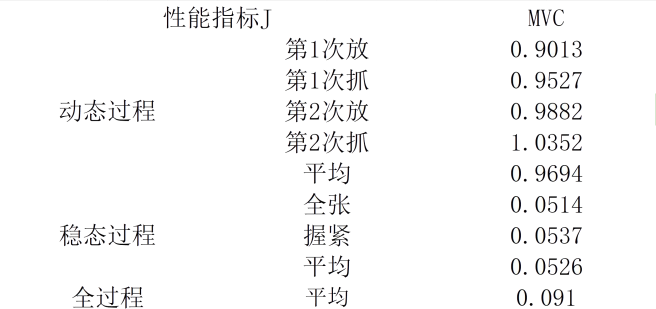 性能指标J MVC
第1次放 0.9013
第1次抓 0.9527
动态过程 第2次放 0.9882
第2次抓 1.0352
平均 0.9694
全张 0.0514
稳态过程 握紧 0.0537
平均 0.0526
全过程 平均 0.091